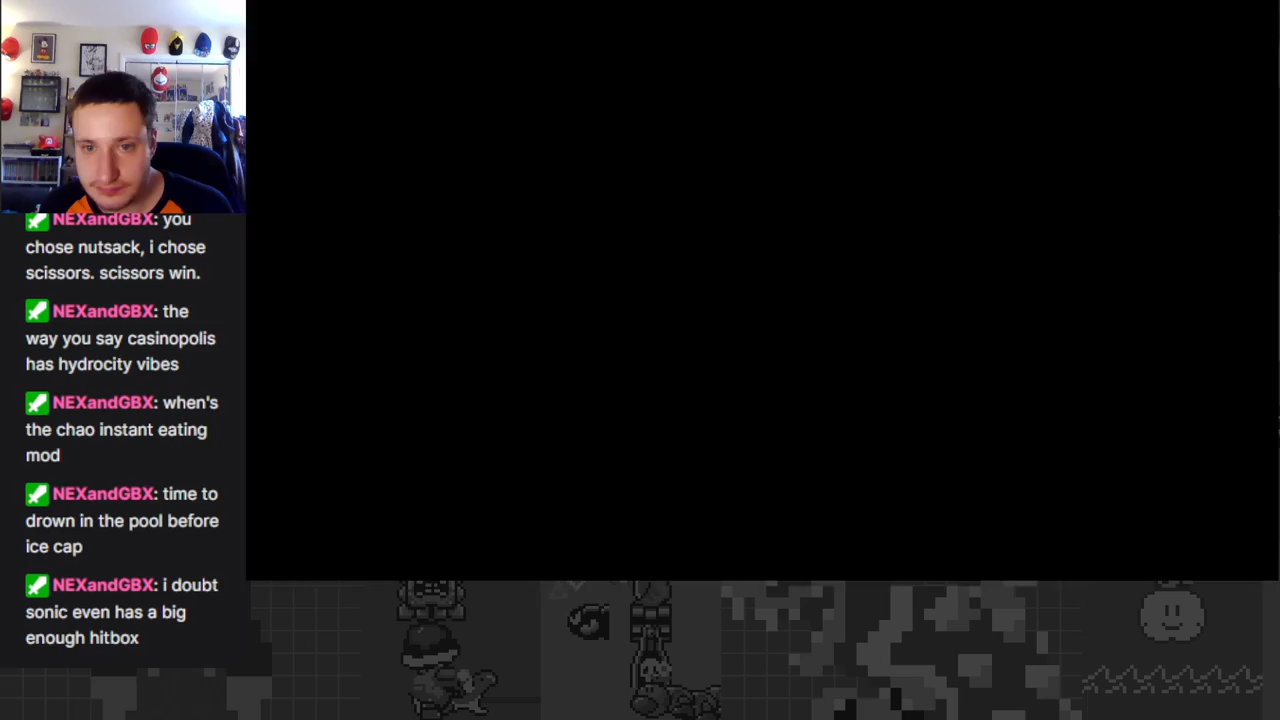 NEXandGBX: you
chose nutsack, i chose
scissors. scissors win.
NEXandGBX: the
way you say casinopolis
has hydrocity vibes
NEXandGBX: when's
the chao instant eating
mod
NEXandGBX: time to
drown in the pool before
ice cap
NEXandGBX: i doubt
sonic even has a big
enough hitbox